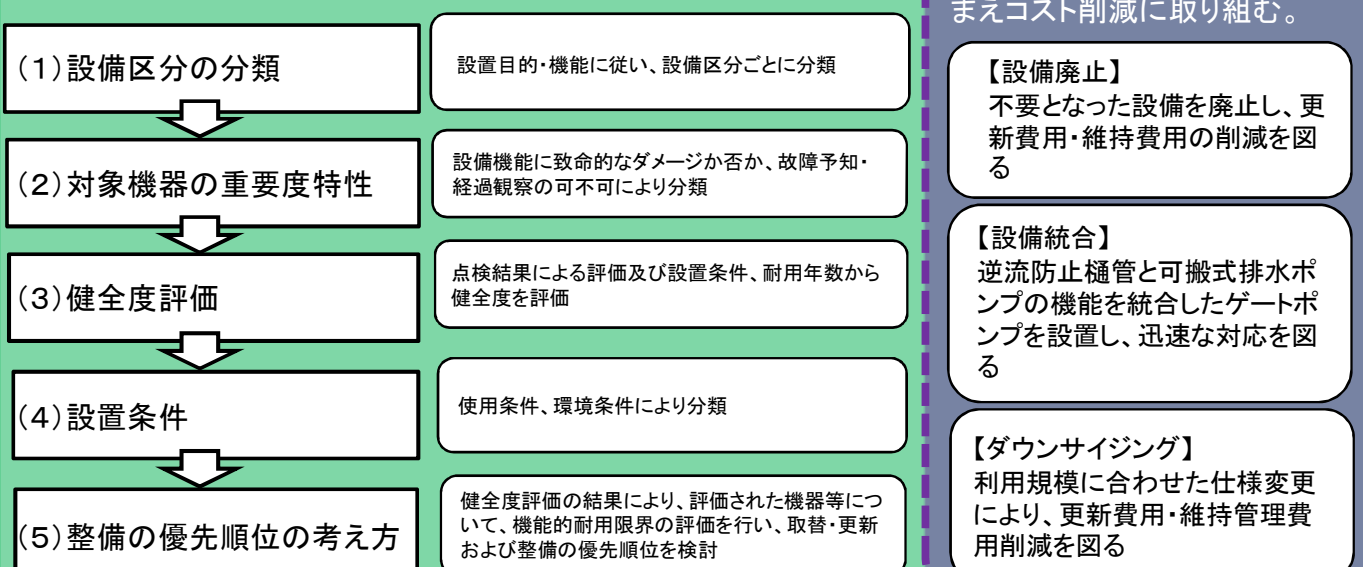 (1)設備区分の分類
設置目的・機能に従い、設備区分ごとに分類
(2)対象機器の重要度特性
設備機能に致命的なダメージか否か、故障予知・
経過観察の可不可により分類
(3)健全度評価
点検結果による評価及び設置条件、耐用年数から
健全度を評価
(4)設置条件
使用条件、環境条件により分類
(5)整備の優先順位の考え方
健全度評価の結果により、評価された機器等につ
いて、機能的耐用限界の評価を行い、取替・更新
および整備の優先順位を検討
まえコスト削減に取り組む。
【設備廃止】
不要となった設備を廃止し、更
新費用・維持費用の削減を図
る
【設備統合】
逆流防止樋管と可搬式排水ポ
ンプの機能を統合したゲートポ
ンプを設置し、迅速な対応を図
る
【ダウンサイジング】
利用規模に合わせた仕様変更
により、更新費用・維持管理費
用削減を図る